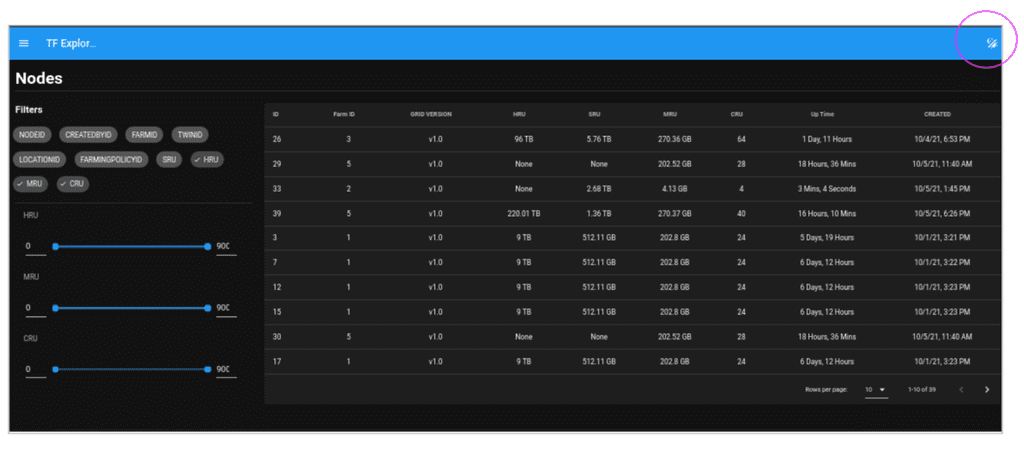 TF Explor...
Nodes
Filters
NODEID CREATEDBYID FARMID TWINID
LOCATIONID FARMINGPOLICYID SRU HRU
MRU CRU
HRU
0 900
MRU
0 900
CRU
0 900
ID Farm ID GRID VERSION HRU SRU MRU CRU Up Time CREATED
26 3 v1.0 96 TB 5.76 TB 270.36 GB 64 1 Day, 11 Hours 10/4/21, 6:53 PM
29 5 v1.0 None None 202.52 GB 28 18 Hours, 36 Mins 10/5/21, 11:40 AM
33 2 v1.0 None 2.68 TB 4.13 GB 4 3 Mins, 4 Seconds 10/5/21, 1:45 PM
39 5 v1.0 220.01 TB 1.36 TB 270.37 GB 40 16 Hours, 10 Mins 10/5/21, 6:26 PM
3 1 v1.0 9 TB 512.11 GB 202.8 GB 24 5 Days, 19 Hours 10/1/21, 3:21 PM
7 1 v1.0 9 TB 512.11 GB 202.8 GB 24 6 Days, 12 Hours 10/1/21, 3:22 PM
12 1 v1.0 9 TB 512.11 GB 202.8 GB 24 6 Days, 12 Hours 10/1/21, 3:23 PM
15 1 v1.0 9 TB 512.11 GB 202.8 GB 24 6 Days, 12 Hours 10/1/21, 3:23 PM
30 5 v1.0 None None 202.52 GB 28 18 Hours, 36 Mins 10/5/21, 11:40 AM
17 1 v1.0 9 TB 512.11 GB 202.8 GB 24 6 Days, 12 Hours 10/1/21, 3:23 PM
Rows per page: 10 1-10 of 39